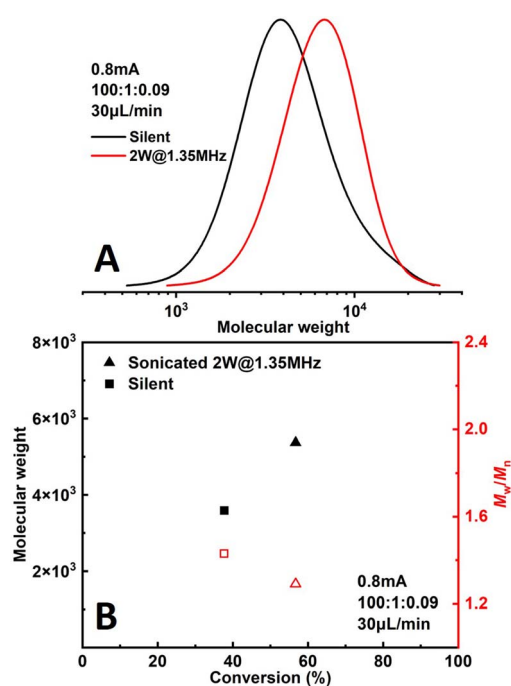 0.8mA
100:1:0.09
30μL/min
Silent
2W@1.35MHz
A
10³
10⁴
Molecular weight
8×10³
6×10³
4×10³
2×10³
Molecular weight
Sonicated 2W@1.35MHz
Silent
2.4
2.0
1.6
1.2
Mw/Mn
B
0.8mA
100:1:0.09
30μL/min
0 20 40 60 80 100
Conversion (%)